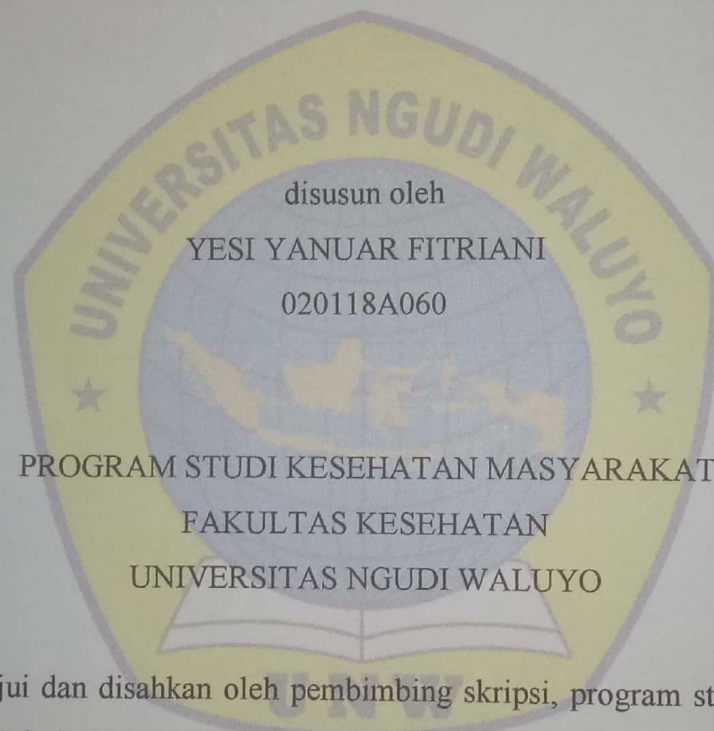 UNIVERSITAS NGUDI WALUYO
disusun oleh
YESI YANUAR FITRIANI
020118A060
PROGRAM STUDI KESEHATAN MASYARAKAT
FAKULTAS KESEHATAN
UNIVERSITAS NGUDI WALUYO
UNW
jui dan disahkan oleh pembimbing skripsi, program st